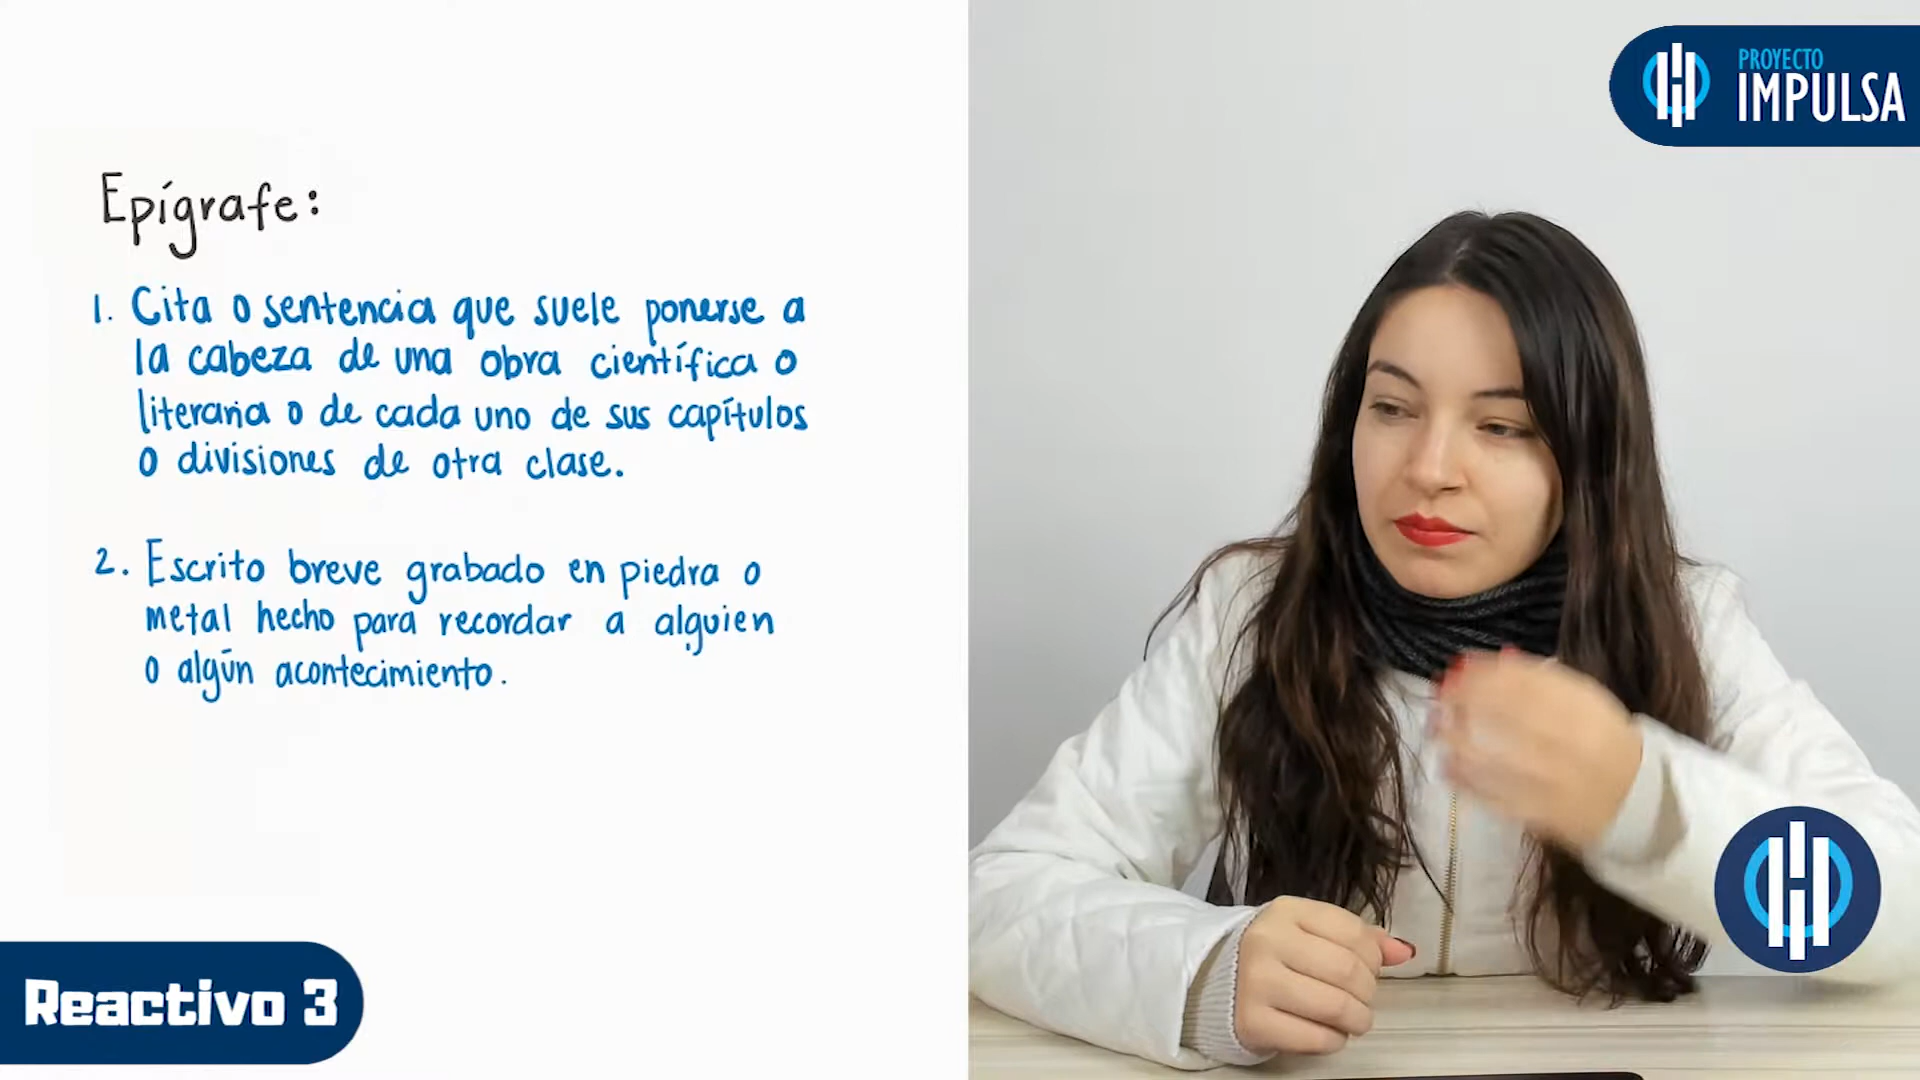 Epígrafe:
1. Cita o sentencia que suele ponerse a
la cabeza de una obra científica o
literaria o de cada uno de sus capítulos
o divisiones de otra clase.
2. Escrito breve grabado en piedra o
metal hecho para recordar a alguien
o algún acontecimiento.
Reactivo 3
PROYECTO
IMPULSA